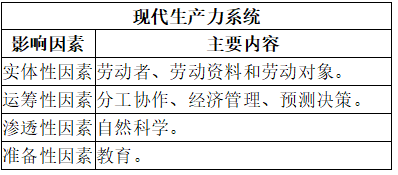 现代生产力系统
影响因素 主要内容
实体性因素 劳动者、劳动资料和劳动对象。
运筹性因素 分工协作、经济管理、预测决策。
渗透性因素 自然科学。
准备性因素 教育。